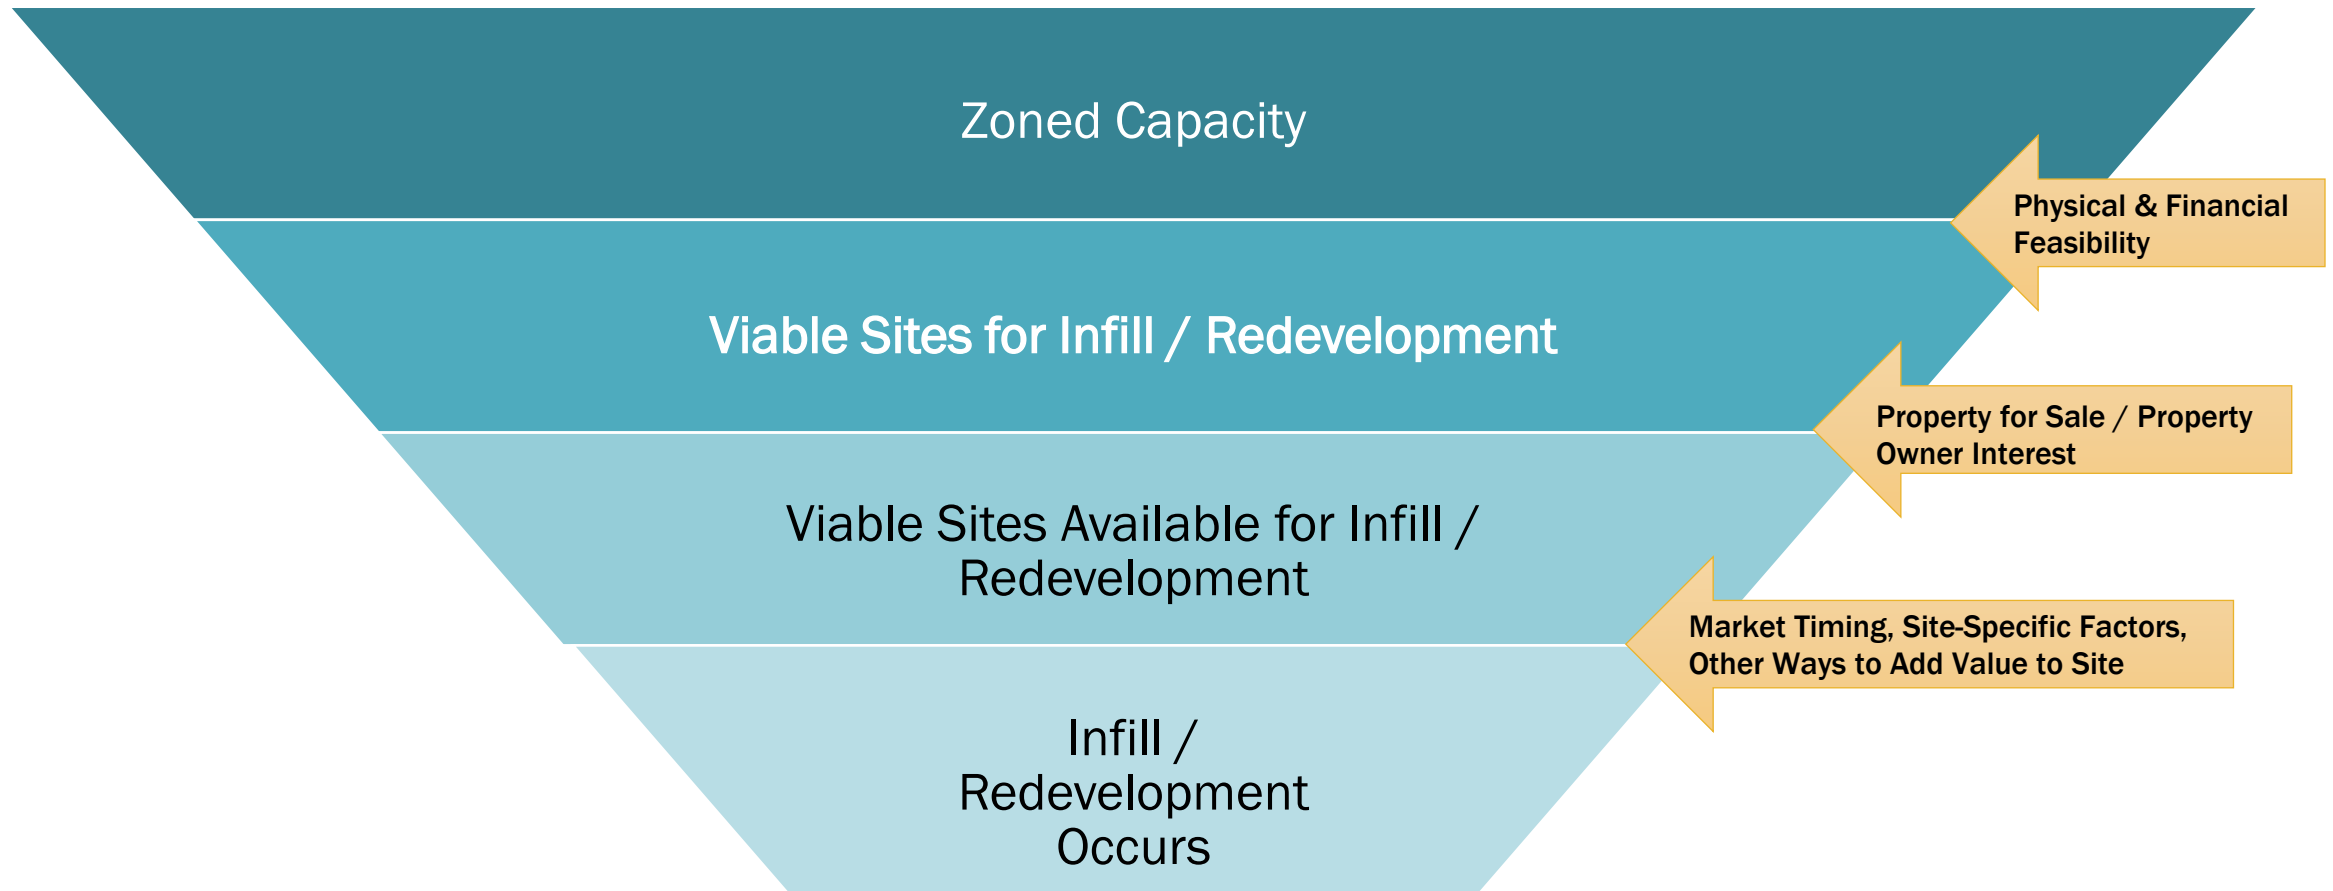 Zoned Capacity
Physical & Financial
Feasibility
Viable Sites for Infill / Redevelopment
Property for Sale / Property
Owner Interest
Viable Sites Available for Infill /
Redevelopment
Market Timing, Site-Specific Factors,
Other Ways to Add Value to Site
Infill /
Redevelopment
Occurs